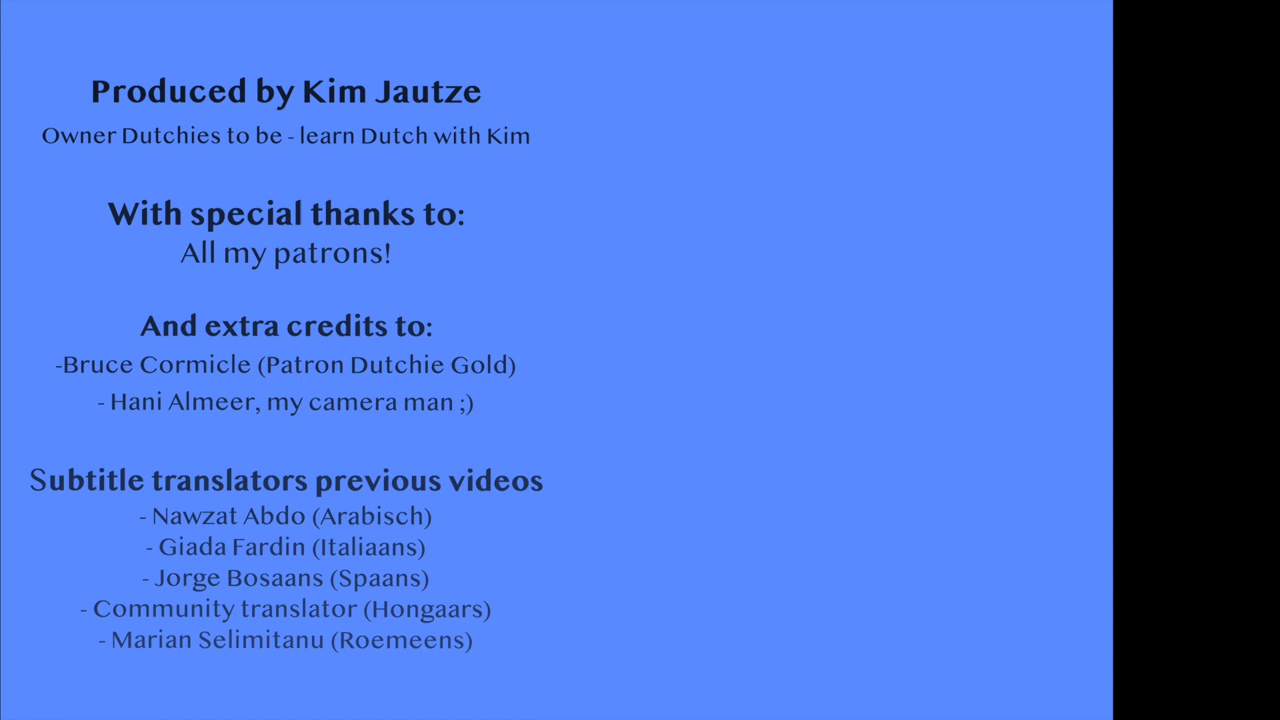 Produced by Kim Jautze
Owner Dutchies to be - learn Dutch with Kim
With special thanks to:
All my patrons!
And extra credits to:
-Bruce Cormicle (Patron Dutchie Gold)
- Hani Almeer, my camera man ;)
Subtitle translators previous videos
- Nawzat Abdo (Arabisch)
- Giada Fardin (Italiaans)
- Jorge Bosaans (Spaans)
- Community translator (Hongaars)
- Marian Selimitanu (Roemeens)